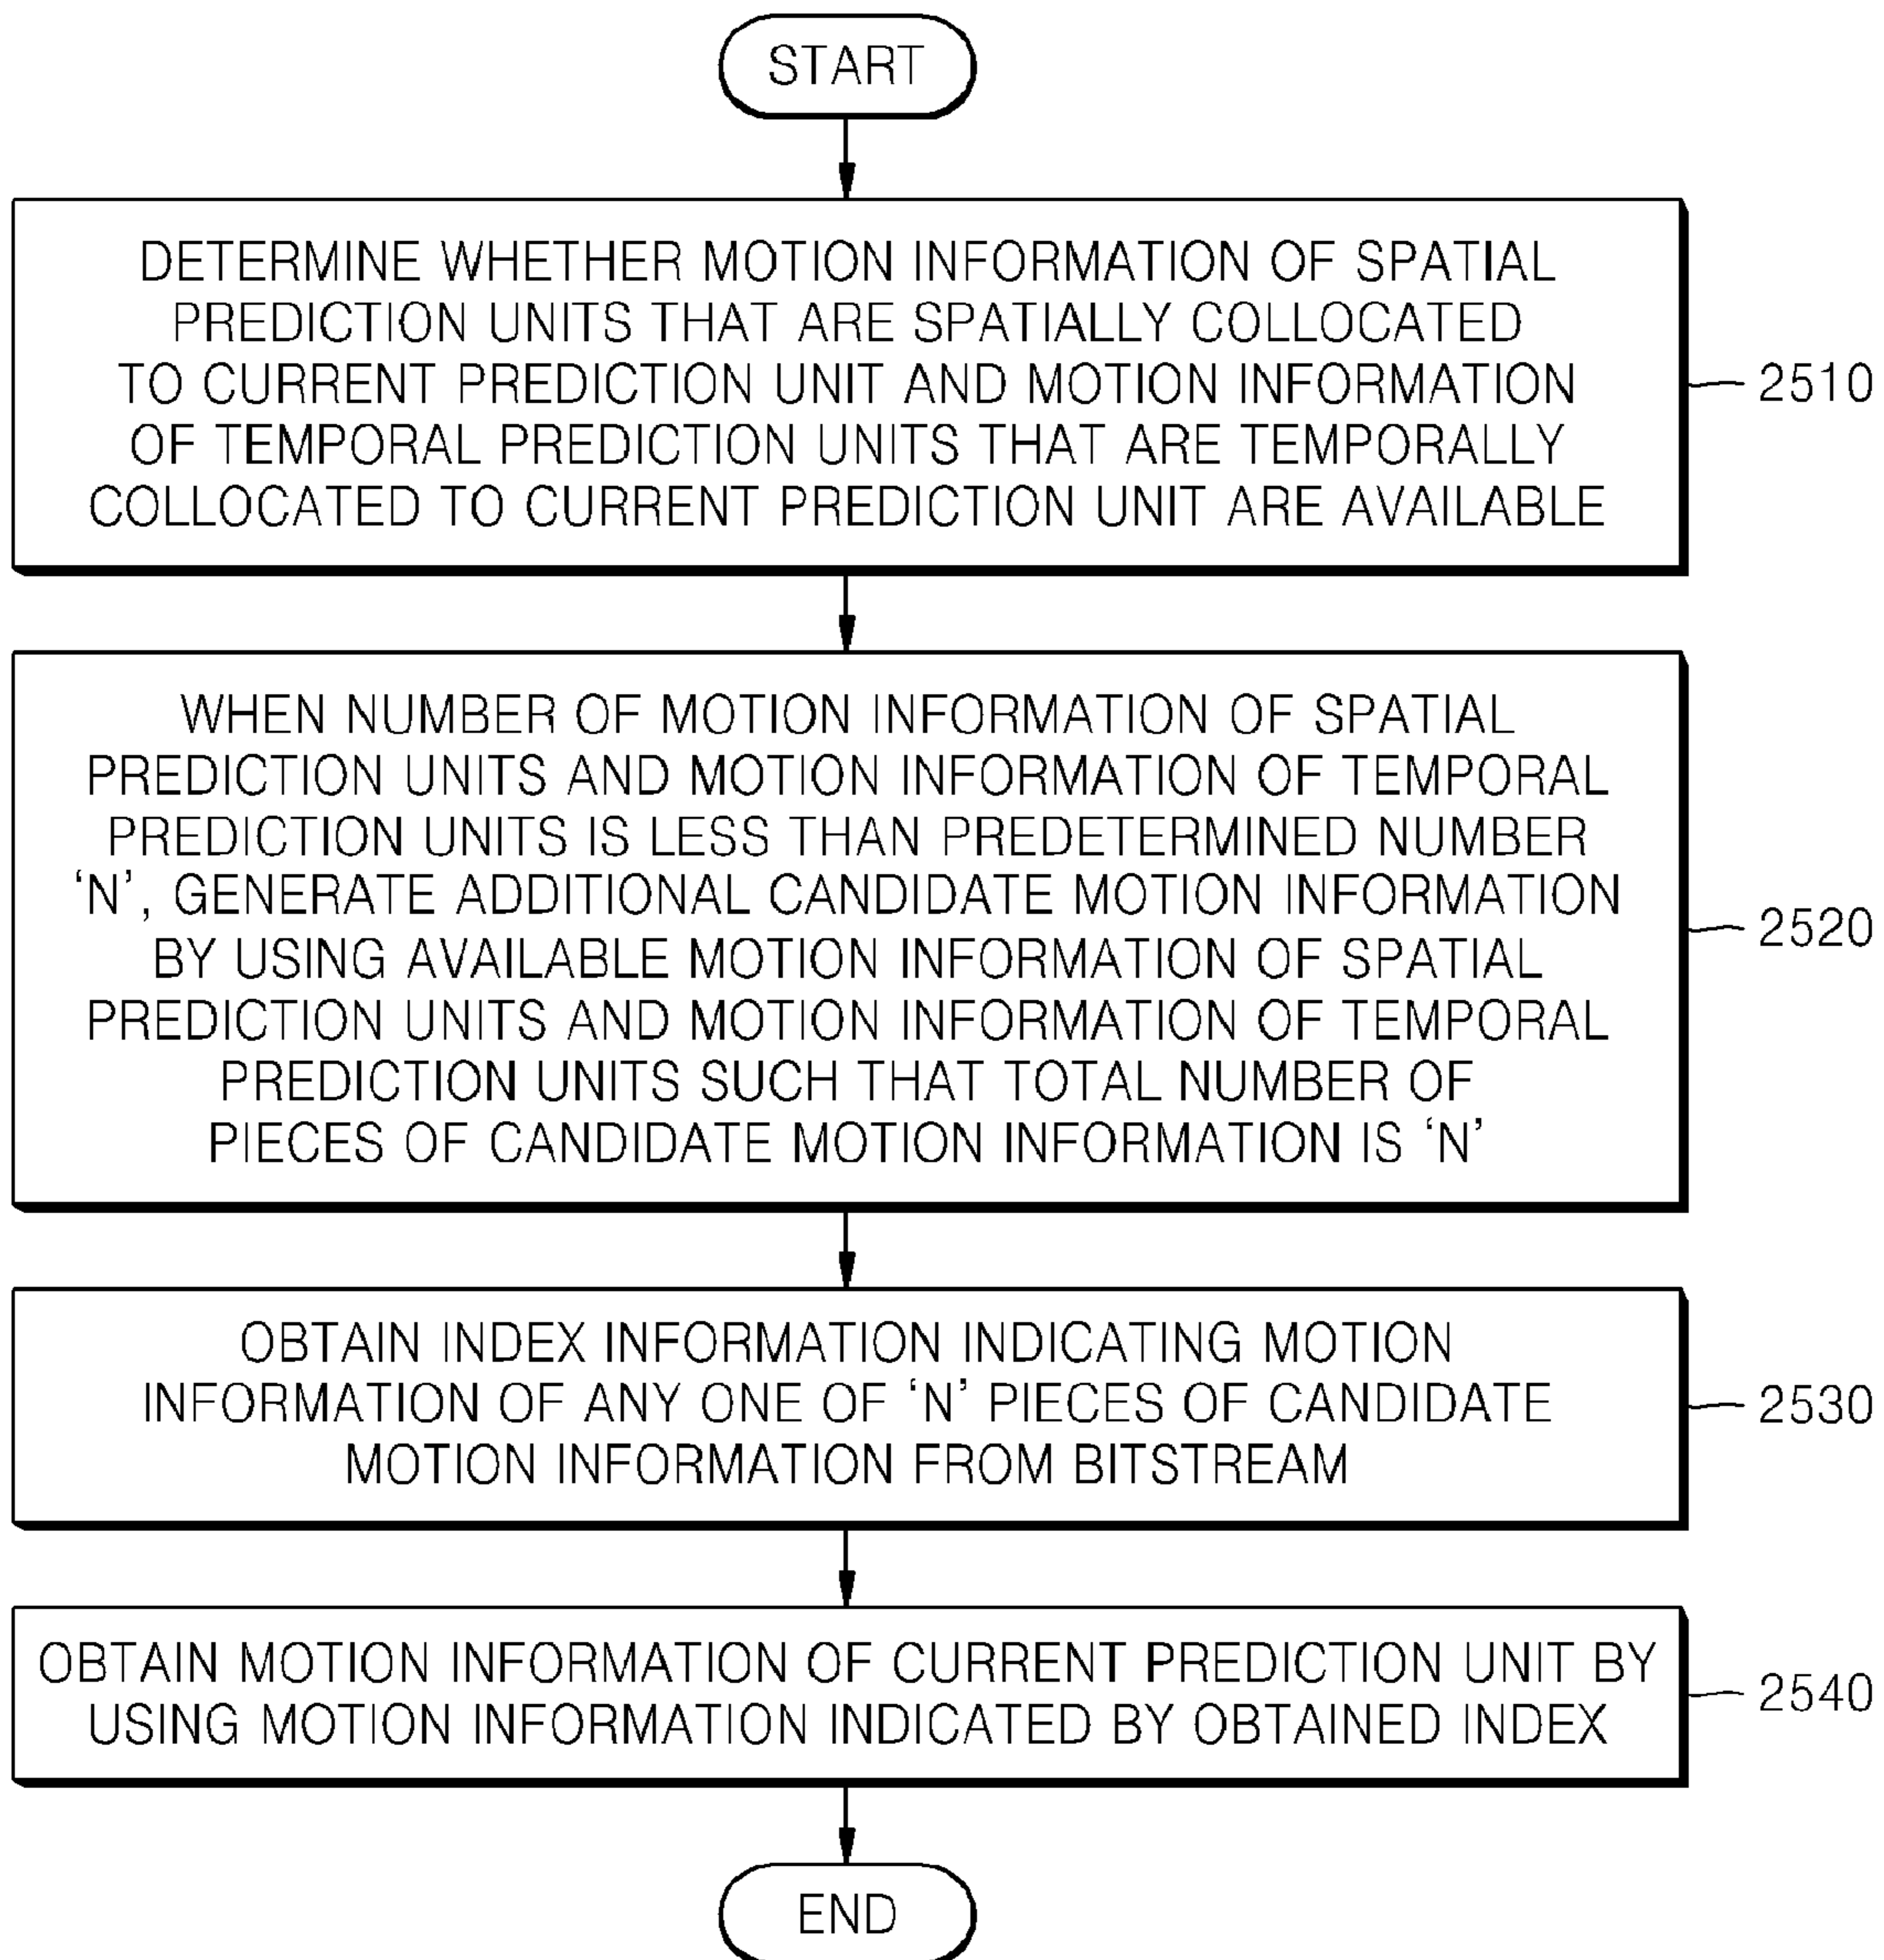 START
DETERMINE WHETHER MOTION INFORMATION OF SPATIAL
PREDICTION UNITS THAT ARE SPATIALLY COLLOCATED
TO CURRENT PREDICTION UNIT AND MOTION INFORMATION
OF TEMPORAL PREDICTION UNITS THAT ARE TEMPORALLY
COLLOCATED TO CURRENT PREDICTION UNIT ARE AVAILABLE
2510
WHEN NUMBER OF MOTION INFORMATION OF SPATIAL
PREDICTION UNITS AND MOTION INFORMATION OF TEMPORAL
PREDICTION UNITS IS LESS THAN PREDETERMINED NUMBER
‘N’, GENERATE ADDITIONAL CANDIDATE MOTION INFORMATION
BY USING AVAILABLE MOTION INFORMATION OF SPATIAL
PREDICTION UNITS AND MOTION INFORMATION OF TEMPORAL
PREDICTION UNITS SUCH THAT TOTAL NUMBER OF
PIECES OF CANDIDATE MOTION INFORMATION IS ‘N’
2520
OBTAIN INDEX INFORMATION INDICATING MOTION
INFORMATION OF ANY ONE OF ‘N’ PIECES OF CANDIDATE
MOTION INFORMATION FROM BITSTREAM
2530
OBTAIN MOTION INFORMATION OF CURRENT PREDICTION UNIT BY
USING MOTION INFORMATION INDICATED BY OBTAINED INDEX
2540
END